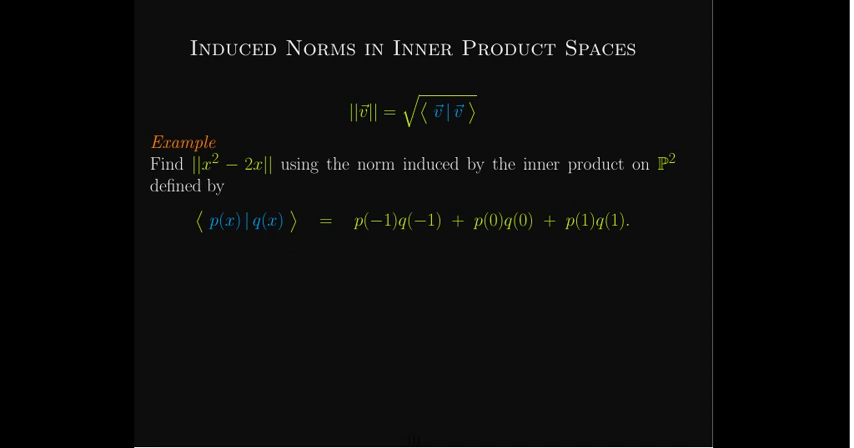 Induced Norms in Inner Product Spaces
||v⃗|| = √⟨ v⃗ | v⃗ ⟩
Example
Find ||x² − 2x|| using the norm induced by the inner product on ℙ²
defined by
⟨ p(x) | q(x) ⟩ = p(−1)q(−1) + p(0)q(0) + p(1)q(1).